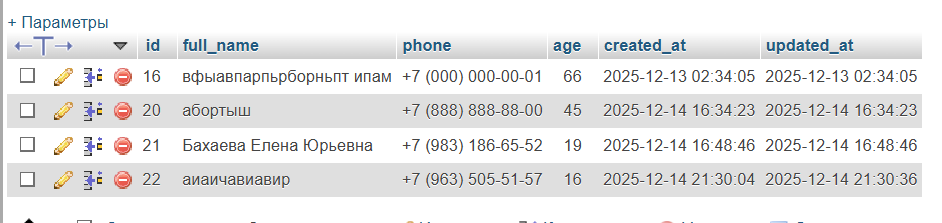 + Параметры
id full_name phone age created_at updated_at
16 вфыавпарпьрборньпт ипам +7 (000) 000-00-01 66 2025-12-13 02:34:05 2025-12-13 02:34:05
20 абортыш +7 (888) 888-88-00 45 2025-12-14 16:34:23 2025-12-14 16:34:23
21 Бахаева Елена Юрьевна +7 (983) 186-65-52 19 2025-12-14 16:48:46 2025-12-14 16:48:46
22 аиаичавиавир +7 (963) 505-51-57 16 2025-12-14 21:30:04 2025-12-14 21:30:36